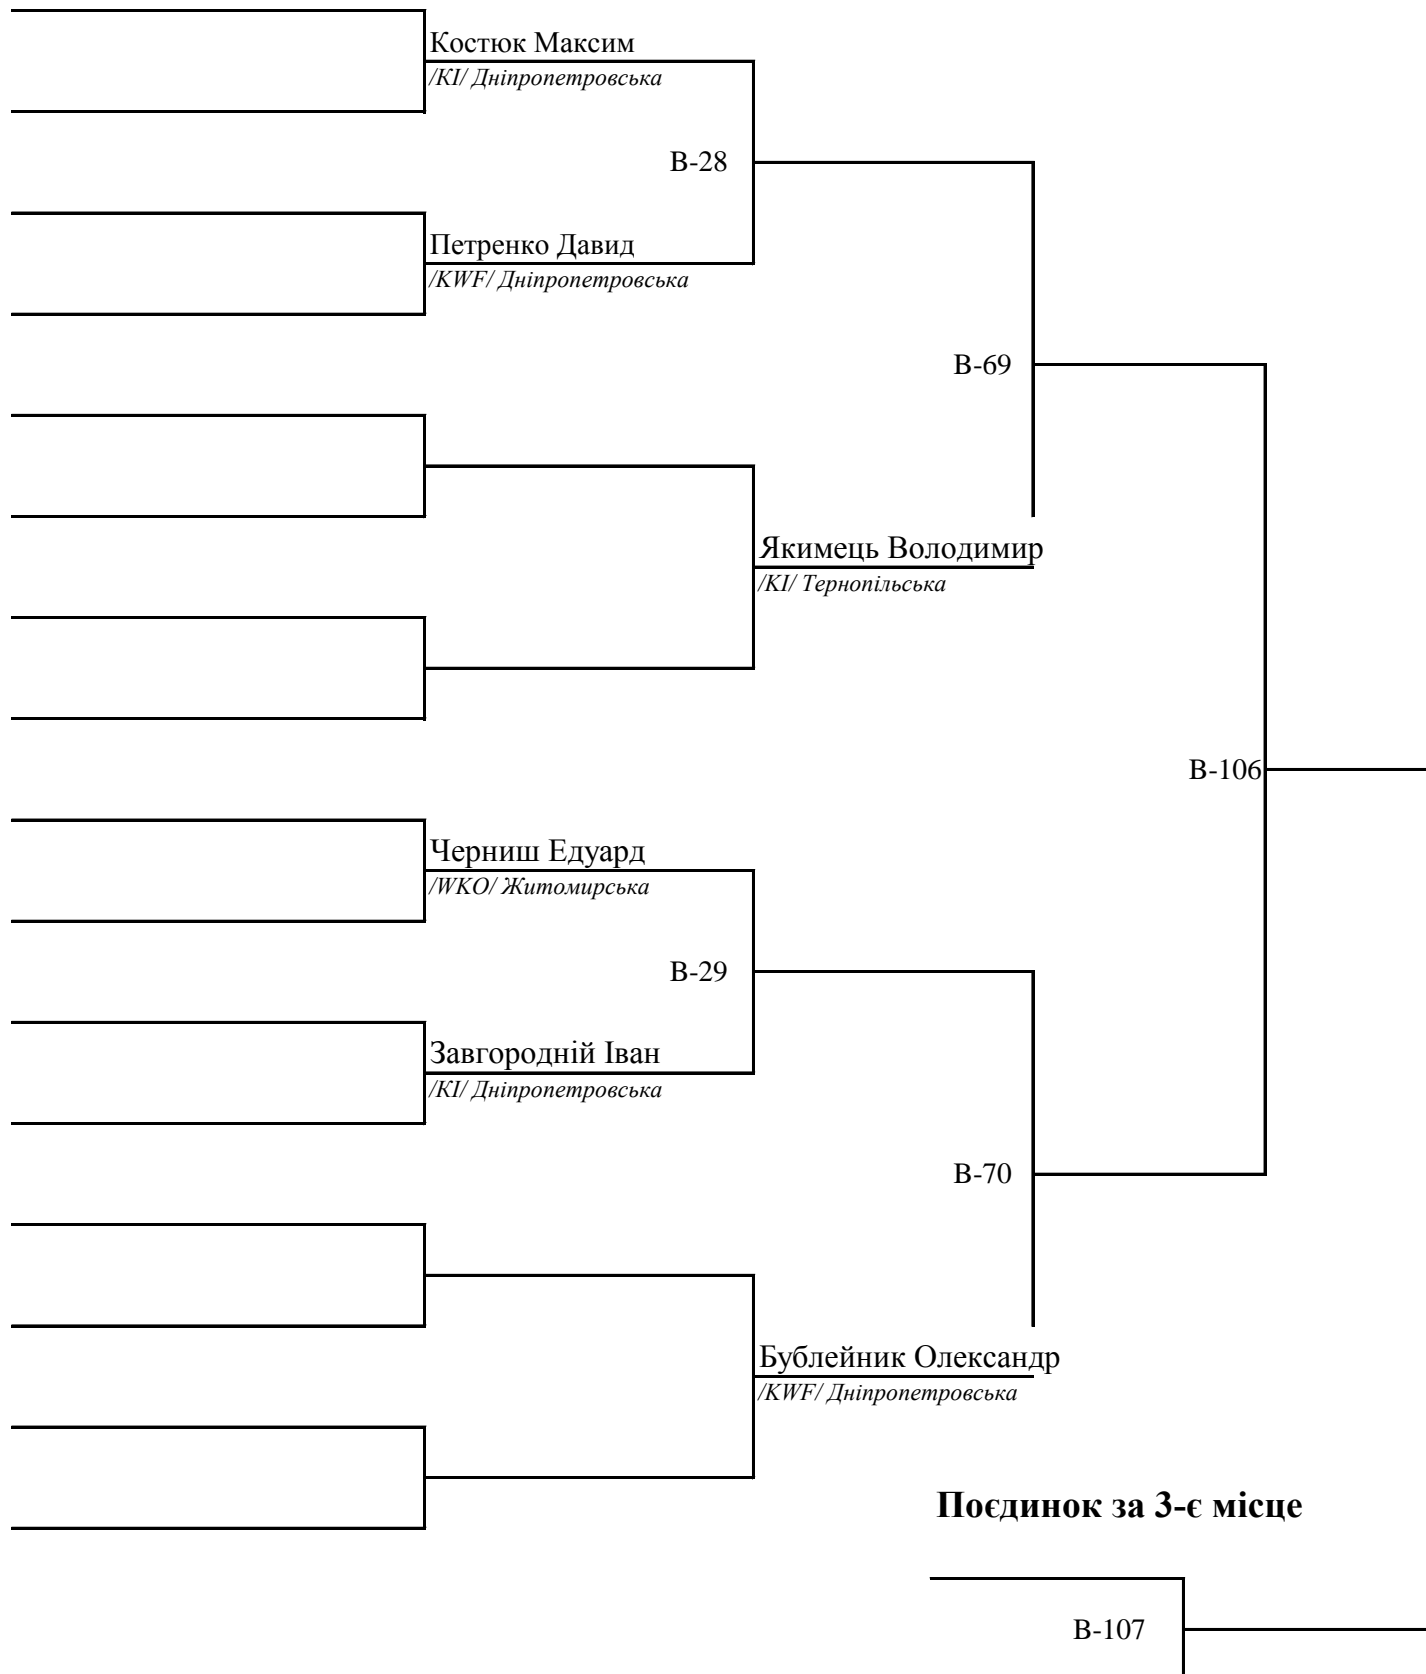 Костюк Максим
/KI/ Дніпропетровська
В-28
Петренко Давид
/KWF/ Дніпропетровська
В-69
Якимець Володимир
/KI/ Тернопільська
В-106
Черниш Едуард
/WKO/ Житомирська
В-29
Завгородній Іван
/KI/ Дніпропетровська
В-70
Бублейник Олександр
/KWF/ Дніпропетровська
Поєдинок за 3-є місце
В-107